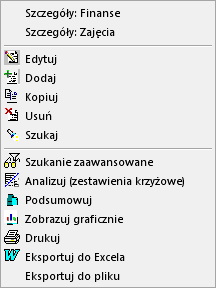 Szczegóły: Finanse
Szczegóły: Zajęcia
Edytuj
Dodaj
Kopiuj
Usuń
Szukaj
Szukanie zaawansowane
Analizuj (zestawienia krzyżowe)
Podsumowuj
Zobrazuj graficznie
Drukuj
Eksportuj do Excela
Eksportuj do pliku